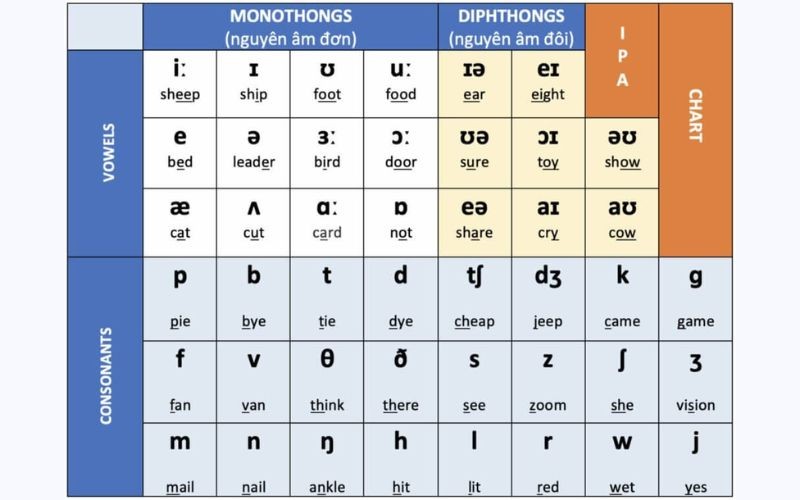 MONOTHONGS DIPHTHONGS
(nguyên âm đơn) (nguyên âm đôi)
I
P
A
CHART
VOWELS
iː ɪ ʊ uː ɪə eɪ
sheep ship foot food ear eight
e ə ɜː ɔː ʊə ɔɪ əʊ
bed leader bird door sure toy show
æ ʌ ɑː ɒ eə aɪ aʊ
cat cut card not share cry cow
CONSONANTS
p b t d tʃ dʒ k g
pie bye tie dye cheap jeep came game
f v θ ð s z ʃ ʒ
fan van think there see zoom she vision
m n ŋ h l r w j
mail nail ankle hit lit red wet yes